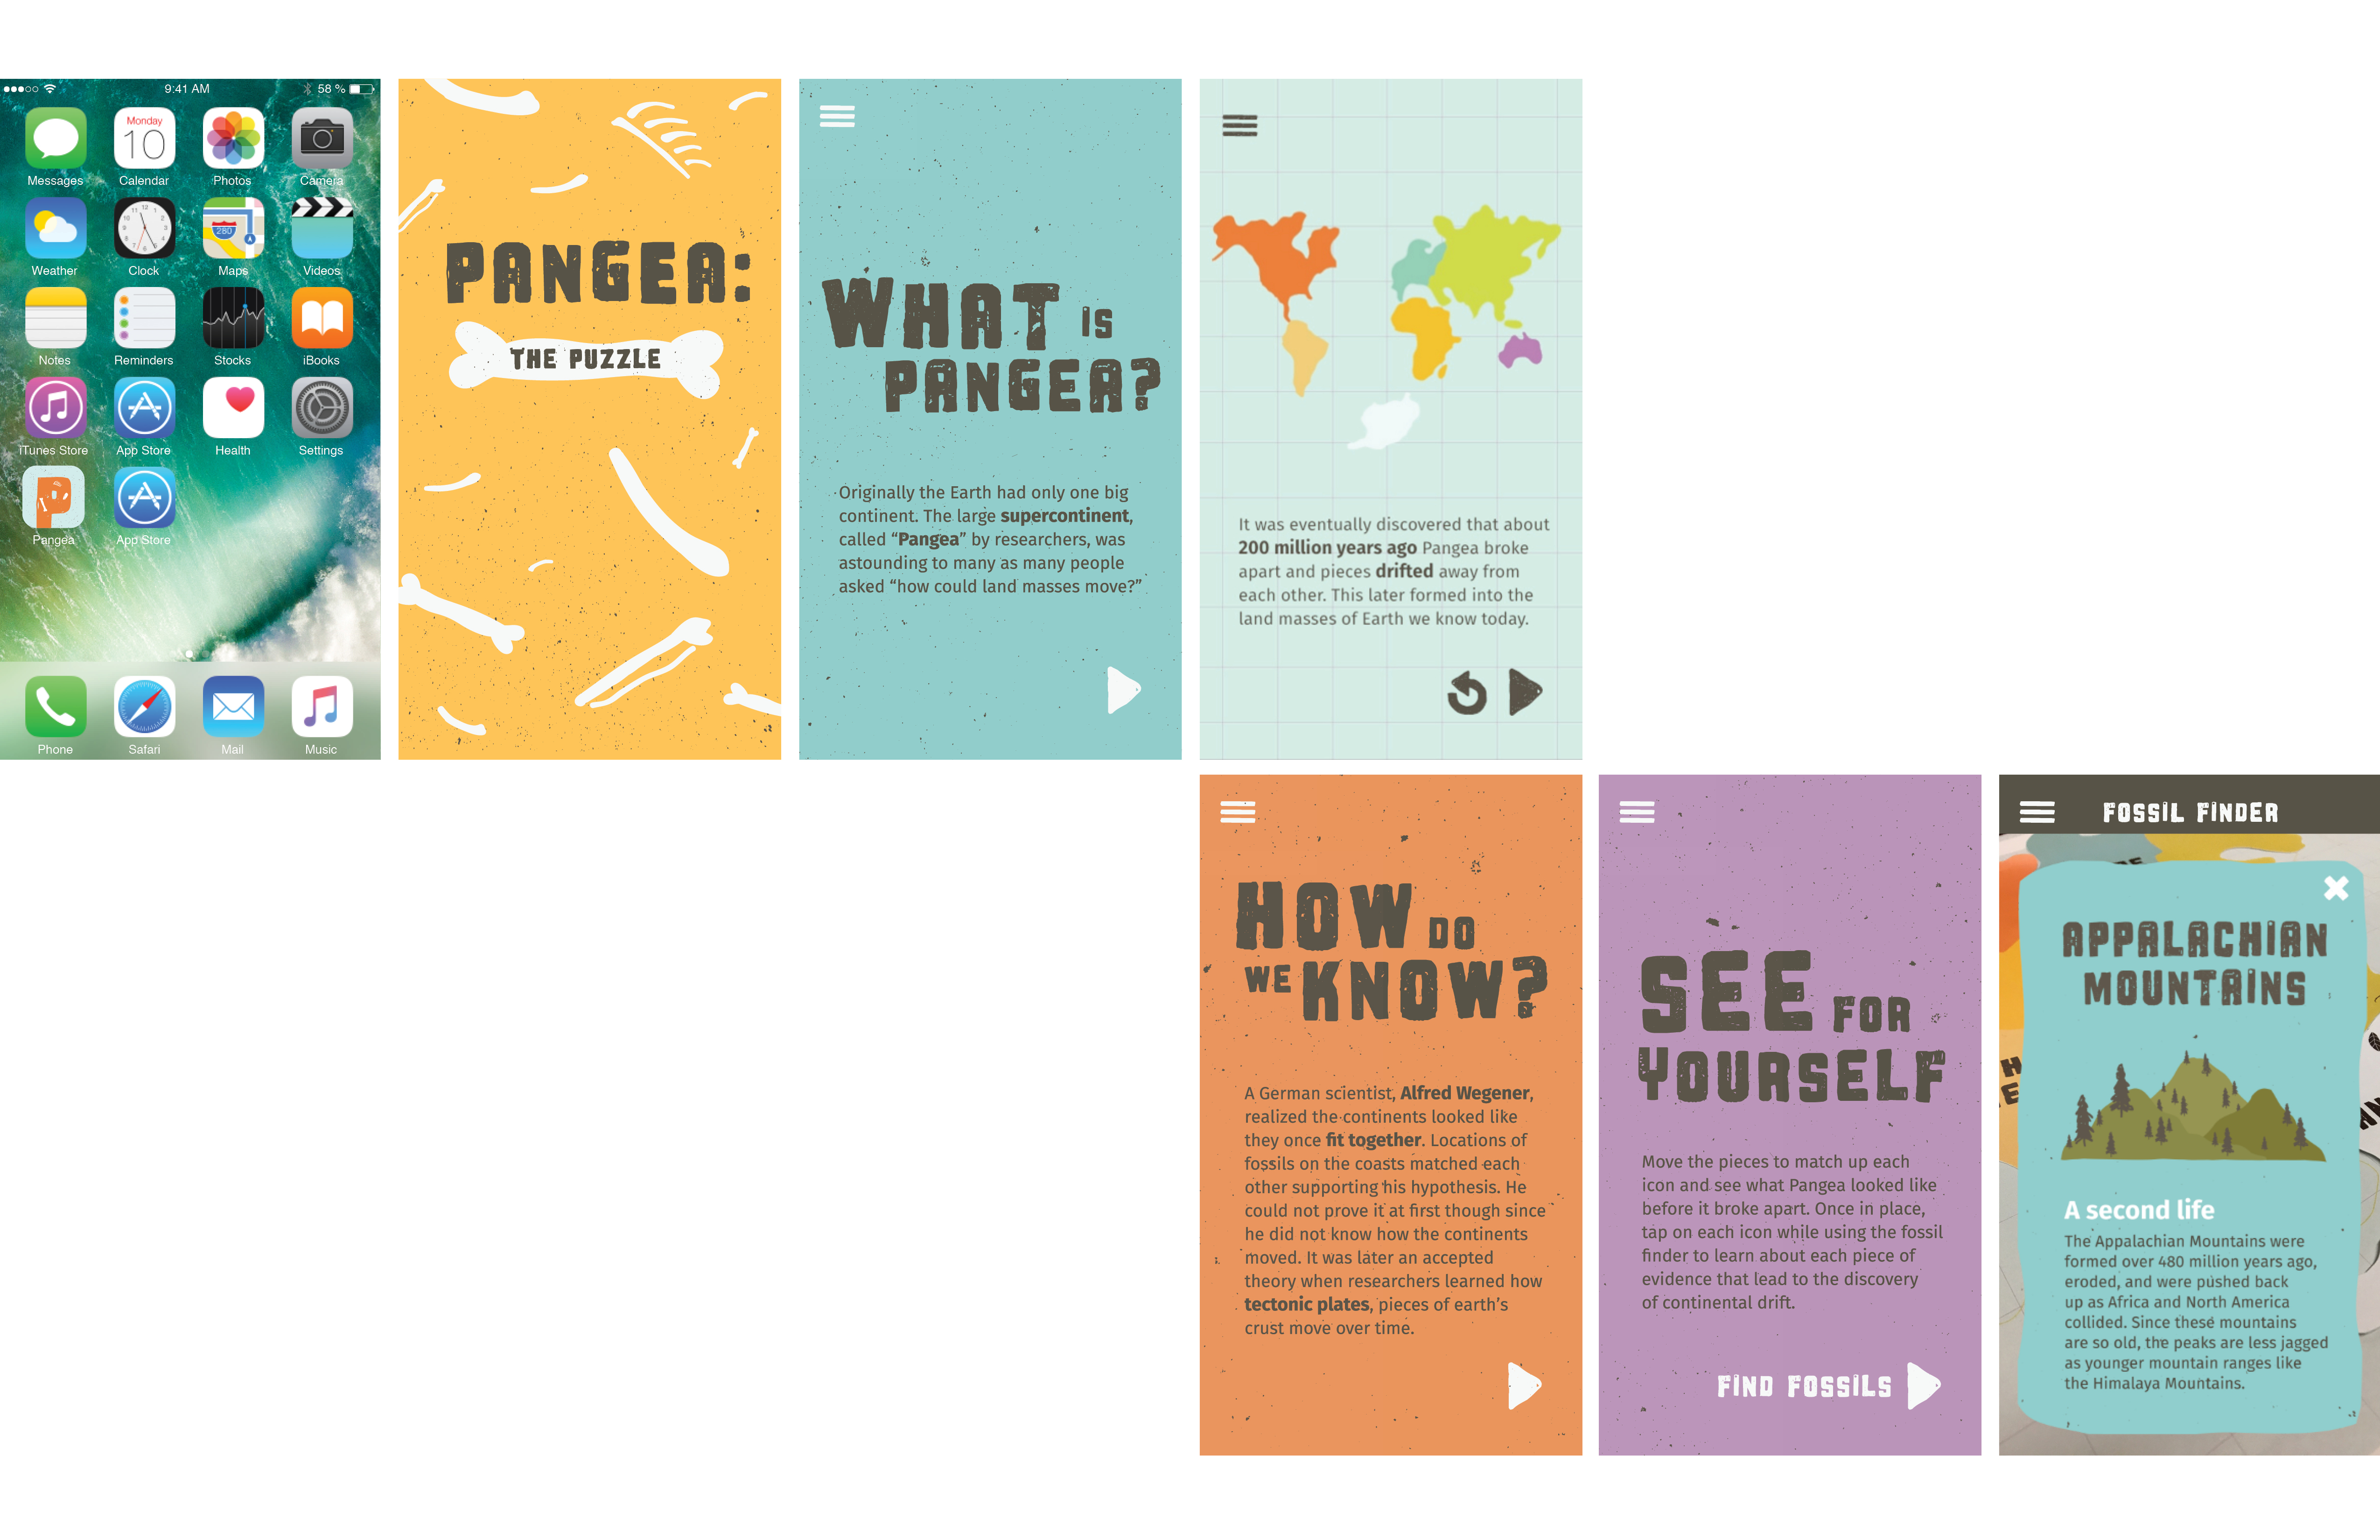 9:41 AM
58 %
Monday
10
Messages
Calendar
Photos
Camera
280
Weather
Clock
Maps
Videos
Notes
Reminders
Stocks
iBooks
iTunes Store
App Store
Health
Settings
P
Pangea
App Store
Phone
Safari
Mail
Music
PANGEA:
THE PUZZLE
WHAT IS
PANGEA?
Originally the Earth had only one big
continent. The large supercontinent,
called “Pangea” by researchers, was
astounding to many as many people
asked “how could land masses move?”
It was eventually discovered that about
200 million years ago Pangea broke
apart and pieces drifted away from
each other. This later formed into the
land masses of Earth we know today.
HOW DO
WE KNOW?
A German scientist, Alfred Wegener,
realized the continents looked like
they once fit together. Locations of
fossils on the coasts matched each
other supporting his hypothesis. He
could not prove it at first though since
he did not know how the continents
moved. It was later an accepted
theory when researchers learned how
tectonic plates, pieces of earth’s
crust move over time.
SEE FOR
YOURSELF
Move the pieces to match up each
icon and see what Pangea looked like
before it broke apart. Once in place,
tap on each icon while using the fossil
finder to learn about each piece of
evidence that lead to the discovery
of continental drift.
FIND FOSSILS
FOSSIL FINDER
APPALACHIAN
MOUNTAINS
A second life
The Appalachian Mountains were
formed over 480 million years ago,
eroded, and were pushed back
up as Africa and North America
collided. Since these mountains
are so old, the peaks are less jagged
as younger mountain ranges like
the Himalaya Mountains.